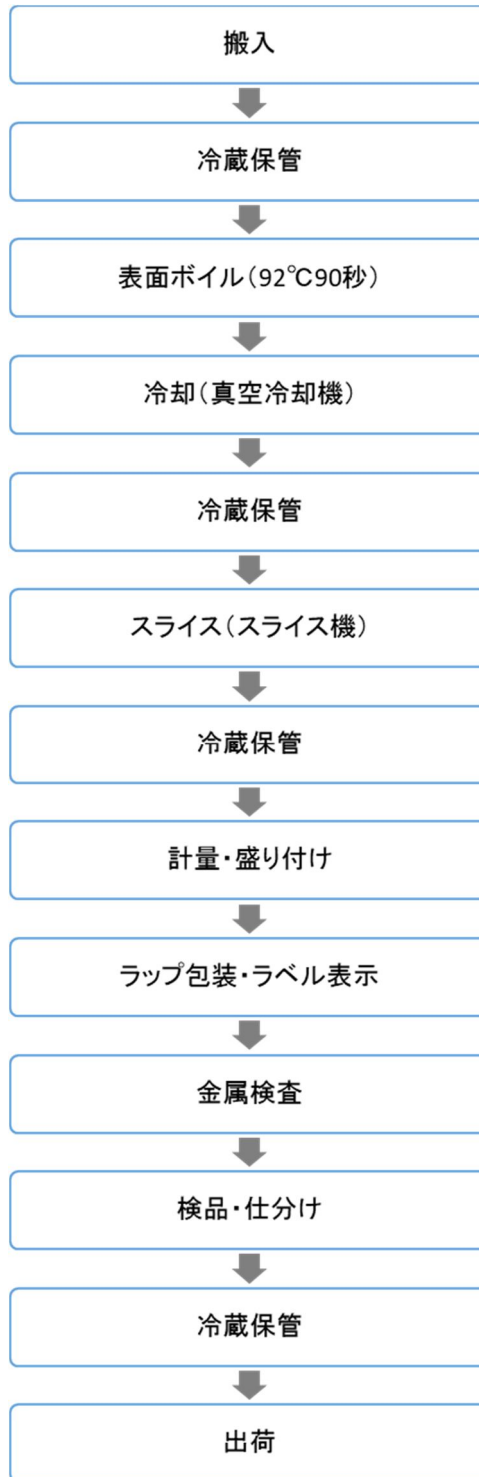 搬入
冷蔵保管
表面ボイル（92℃90秒）
冷却（真空冷却機）
冷蔵保管
スライス（スライス機）
冷蔵保管
計量・盛り付け
ラップ包装・ラベル表示
金属検査
検品・仕分け
冷蔵保管
出荷